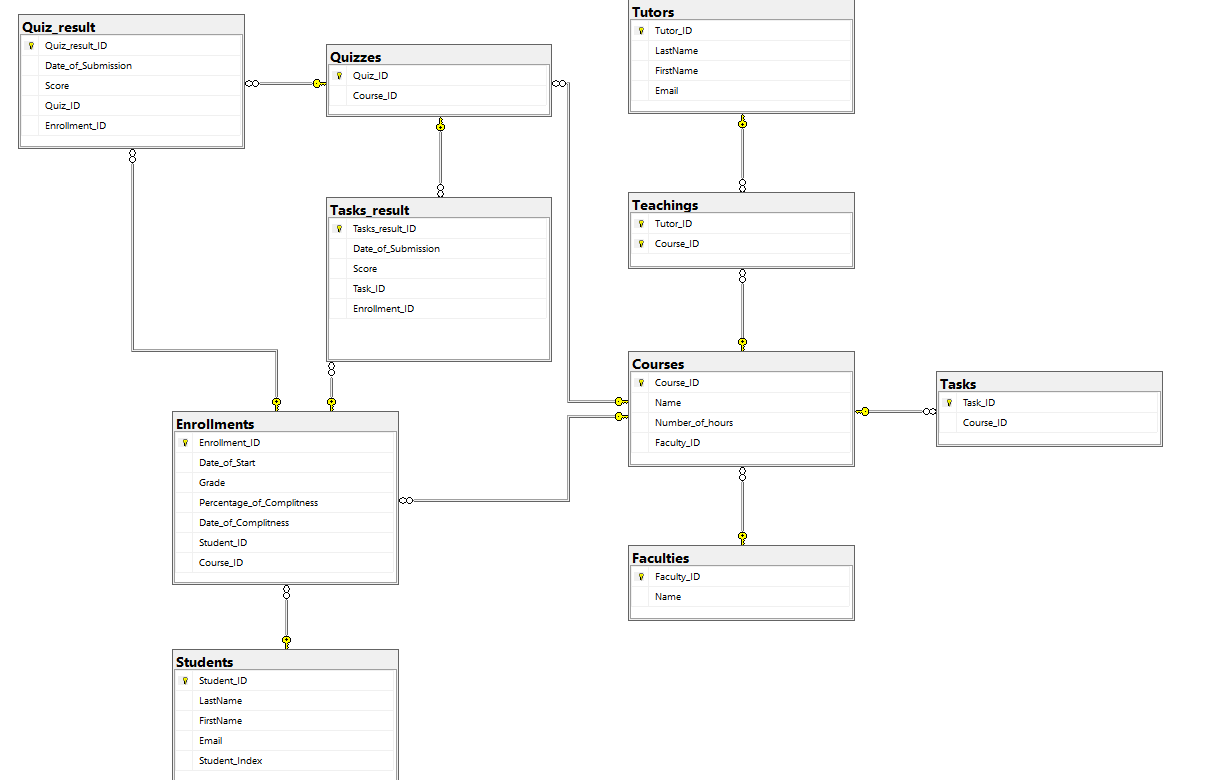 Quiz_result
Quiz_result_ID
Date_of_Submission
Score
Quiz_ID
Enrollment_ID
Quizzes
Quiz_ID
Course_ID
Tutors
Tutor_ID
LastName
FirstName
Email
Tasks_result
Tasks_result_ID
Date_of_Submission
Score
Task_ID
Enrollment_ID
Teachings
Tutor_ID
Course_ID
Courses
Course_ID
Name
Number_of_hours
Faculty_ID
Tasks
Task_ID
Course_ID
Enrollments
Enrollment_ID
Date_of_Start
Grade
Percentage_of_Complitness
Date_of_Complitness
Student_ID
Course_ID
Faculties
Faculty_ID
Name
Students
Student_ID
LastName
FirstName
Email
Student_Index